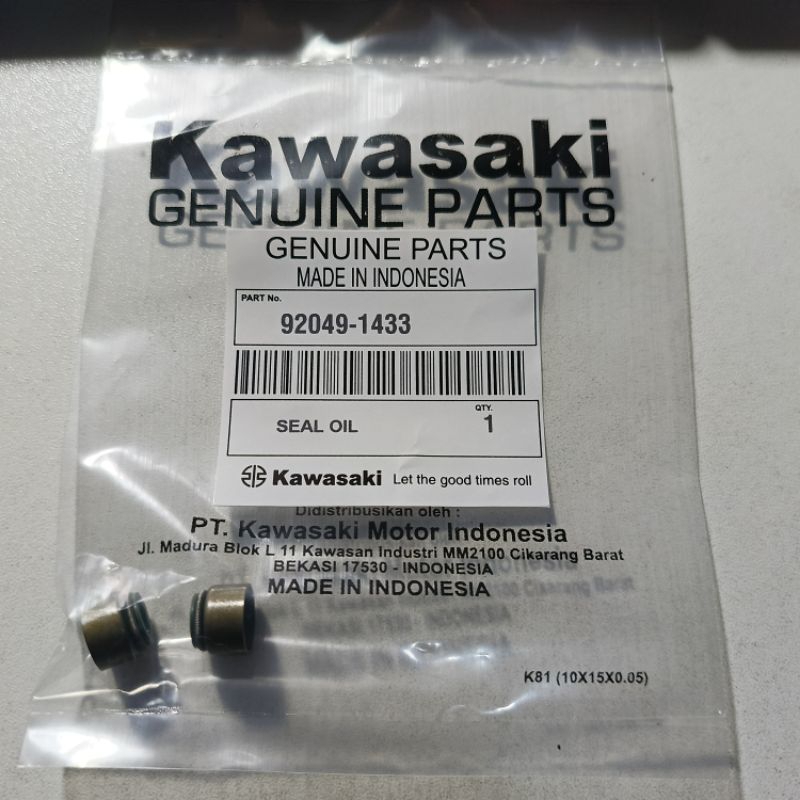 Kawasaki
GENUINE PARTS
GENUINE PARTS
MADE IN INDONESIA
PART No.
92049-1433
SEAL OIL
QTY.
1
Kawasaki Let the good times roll
Didistribusikan oleh :
PT. Kawasaki Motor Indonesia
Jl. Madura Blok L 11 Kawasan Industri MM2100 Cikarang Barat
BEKASI 17530 - INDONESIA
MADE IN INDONESIA
K81 (10X15X0.05)